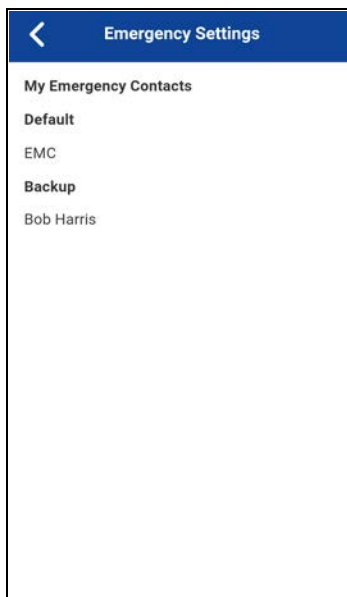 Emergency Settings
My Emergency Contacts
Default
EMC
Backup
Bob Harris